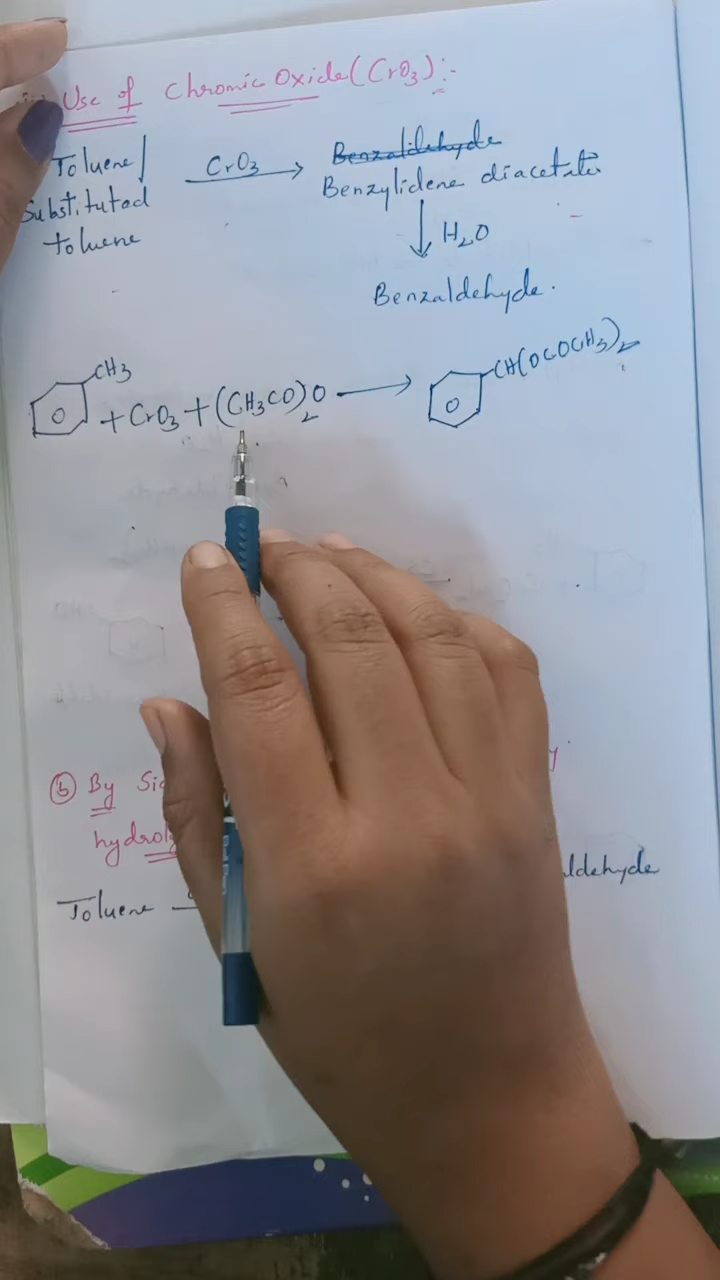 Use of Chromic Oxide (CrO3) :-
Toluene/ CrO3 Benzaldehyde
Substituted Benzylidene diacetate
toluene H2O
Benzaldehyde.
CH3 + CrO3 + (CH3CO)2O → CH(OCOCH3)2
(b) By
hydrol
Toluene ldehyde